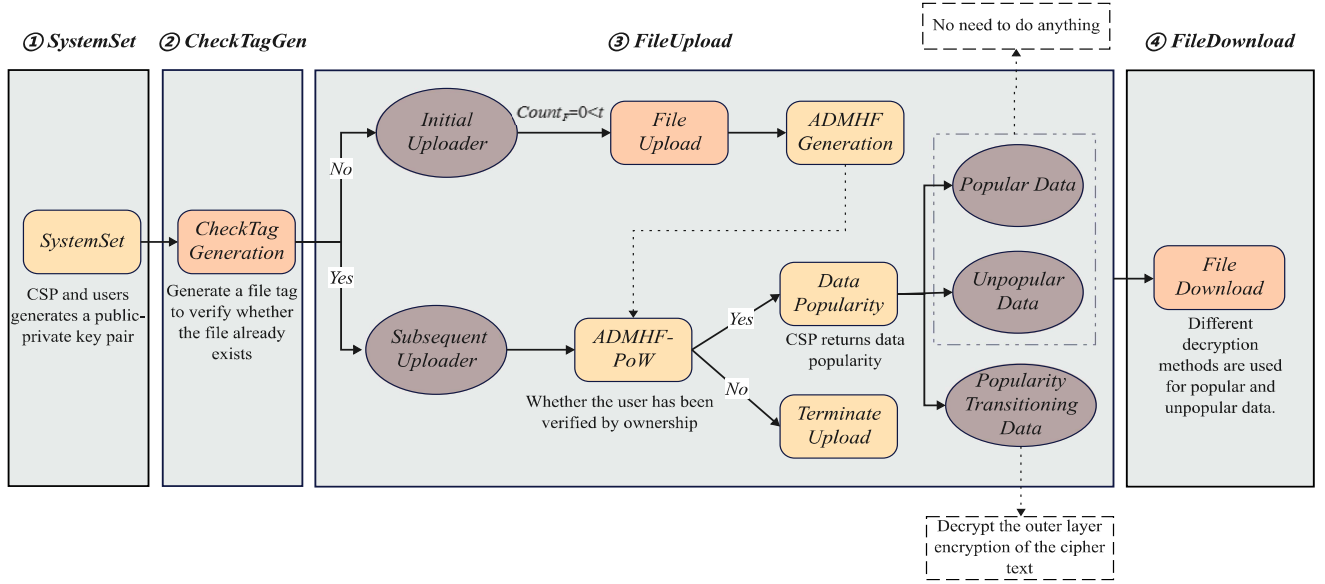 ① SystemSet
② CheckTagGen
③ FileUpload
④ FileDownload
No need to do anything
SystemSet
CSP and users
generates a public-
private key pair
CheckTag
Generation
Generate a file tag
to verify whether
the file already
exists
No
Yes
Initial
Uploader
Count_F=0<t
File
Upload
ADMHF
Generation
Subsequent
Uploader
ADMHF-
PoW
Whether the user has been
verified by ownership
Yes
No
Data
Popularity
CSP returns data
popularity
Terminate
Upload
Popular Data
Unpopular
Data
Popularity
Transitioning
Data
Decrypt the outer layer
encryption of the cipher
text
File
Download
Different
decryption
methods are used
for popular and
unpopular data.